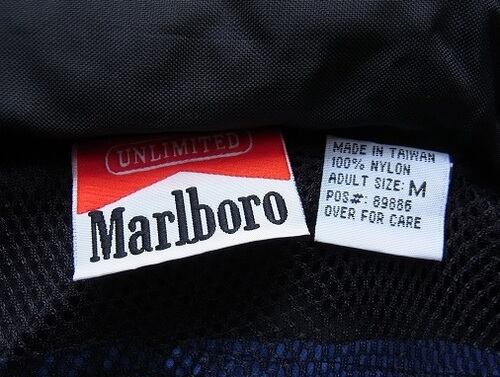 UNLIMITED
Marlboro
MADE IN TAIWAN
100% NYLON
ADULT SIZE: M
POS#: 89886
OVER FOR CARE